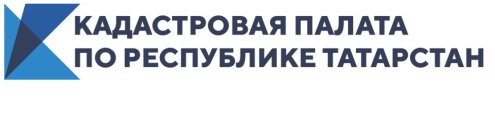 КАДАСТРОВАЯ ПАЛАТА
ПО РЕСПУБЛИКЕ ТАТАРСТАН